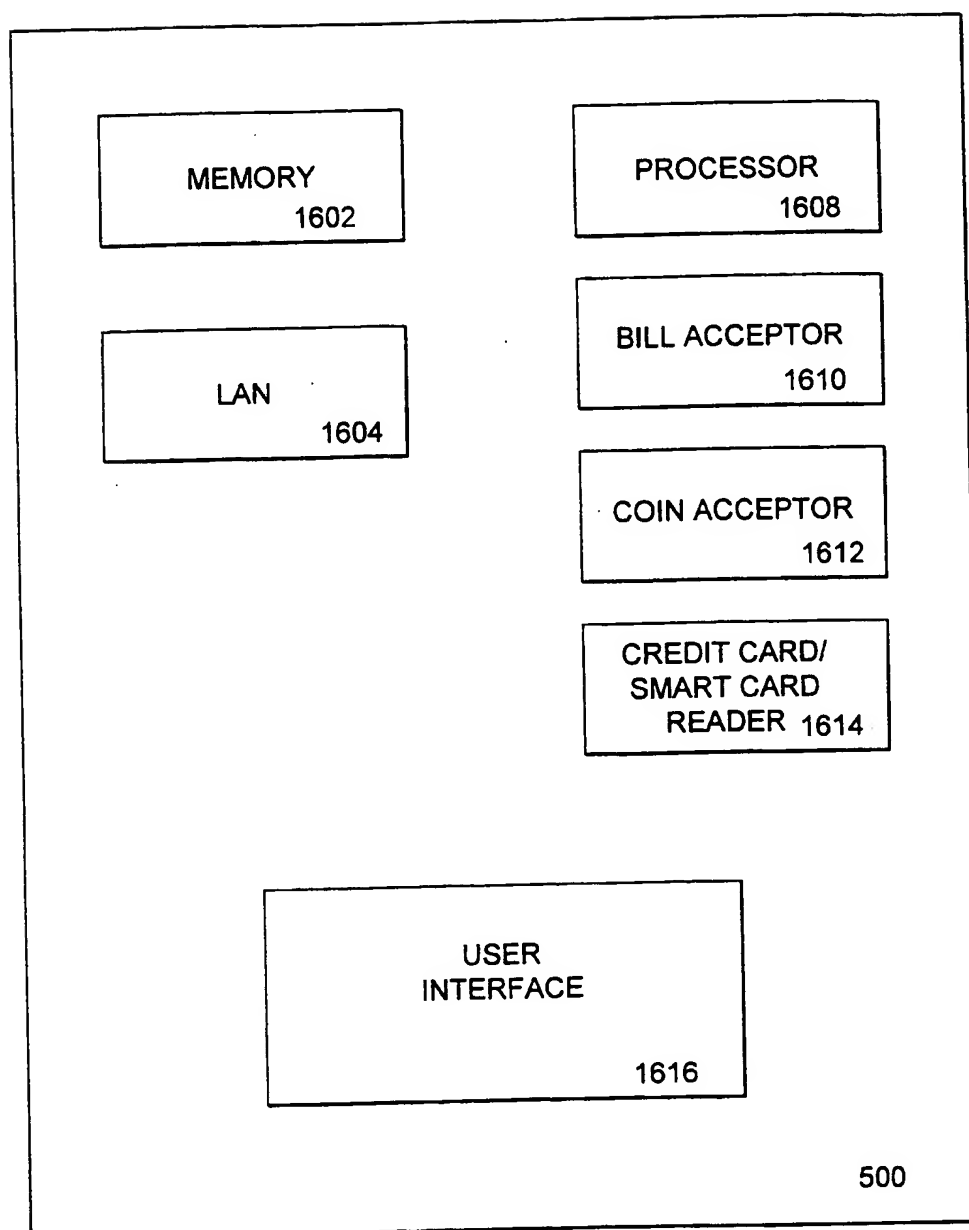 MEMORY
1602
LAN
1604
PROCESSOR
1608
BILL ACCEPTOR
1610
COIN ACCEPTOR
1612
CREDIT CARD/
SMART CARD
READER 1614
USER
INTERFACE
1616
500